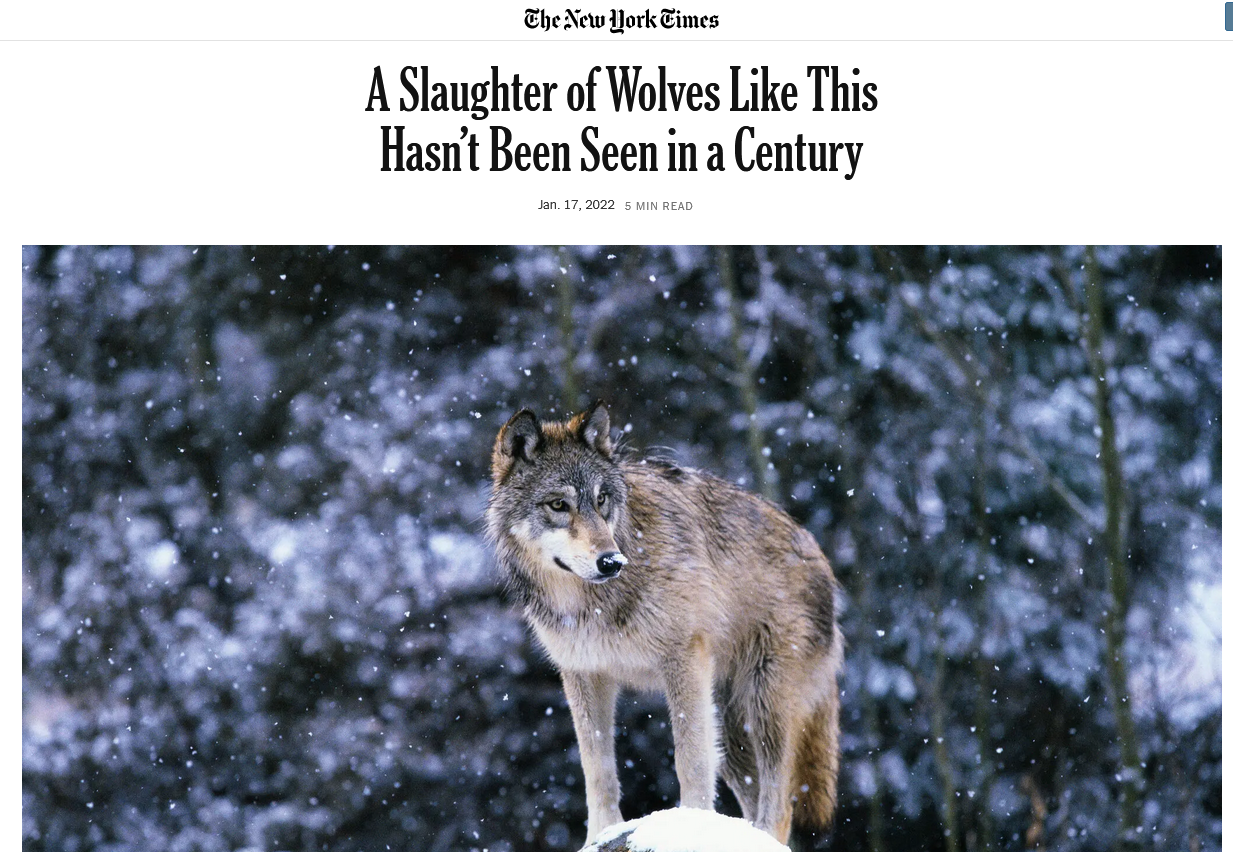 The New York Times
A Slaughter of Wolves Like This
Hasn’t Been Seen in a Century
Jan. 17, 2022 5 MIN READ